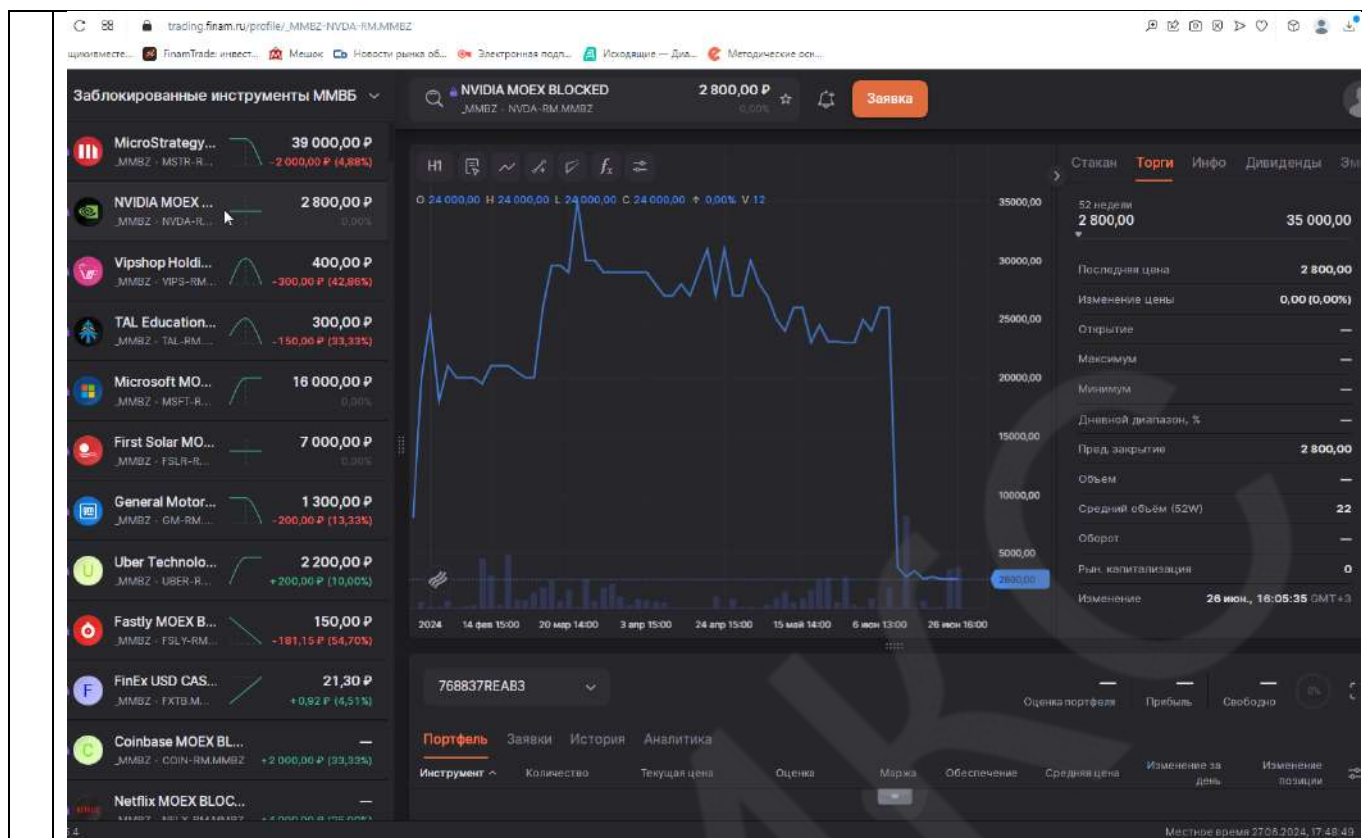 trading.finam.ru/profile/_MMBZ-NVDA-RM.MMBZ
щикивместе... FinamTrade: инвест... Мешок Новости рынка об... Электронная подп... Исходящие — Диа... Методические осн...
Заблокированные инструменты ММВБ
NVIDIA MOEX BLOCKED 2 800,00 ₽
_MMBZ - NVDA-RM.MMBZ 0,00%
Заявка
MicroStrategy... 39 000,00 ₽
_MMBZ - MSTR-R... -2 000,00 ₽ (4,88%)
NVIDIA MOEX ... 2 800,00 ₽
_MMBZ - NVDA-R... 0,00%
Vipshop Holdi... 400,00 ₽
_MMBZ - VIPS-RM... -300,00 ₽ (42,86%)
TAL Education... 300,00 ₽
_MMBZ - TAL-RM... -150,00 ₽ (33,33%)
Microsoft MO... 16 000,00 ₽
_MMBZ - MSFT-R... 0,00%
First Solar MO... 7 000,00 ₽
_MMBZ - FSLR-R... 0,00%
General Motor... 1 300,00 ₽
_MMBZ - GM-RM... -200,00 ₽ (13,33%)
Uber Technolo... 2 200,00 ₽
_MMBZ - UBER-R... +200,00 ₽ (10,00%)
Fastly MOEX B... 150,00 ₽
_MMBZ - FSLY-RM... -181,15 ₽ (54,70%)
FinEx USD CAS... 21,30 ₽
_MMBZ - FXTB.M... +0,92 ₽ (4,51%)
Coinbase MOEX BL... —
_MMBZ - COIN-RM.MMBZ +2 000,00 ₽ (33,33%)
Netflix MOEX BLOC... —
H1
O 24 000,00 H 24 000,00 L 24 000,00 C 24 000,00 0,00% V 12
35000,00
30000,00
25000,00
20000,00
15000,00
10000,00
5000,00
2800,00
2024 14 фев 15:00 20 мар 14:00 3 апр 15:00 24 апр 15:00 15 май 14:00 6 июн 13:00 26 июн 16:00
Стакан Торги Инфо Дивиденды Эм
52 недели
2 800,00 35 000,00
Последняя цена 2 800,00
Изменение цены 0,00 (0,00%)
Открытие —
Максимум —
Минимум —
Дневной диапазон, % —
Пред. закрытие 2 800,00
Объём —
Средний объём (52W) 22
Оборот —
Рын. капитализация 0
Изменение 26 июн., 16:05:35 GMT+3
768837REAB3
— — — 0%
Оценка портфеля Прибыль Свободно
Портфель Заявки История Аналитика
Инструмент Количество Текущая цена Оценка Маржа Обеспечение Средняя цена Изменение за день Изменение позиции
Местное время 27.06.2024, 17:48:49
МКС